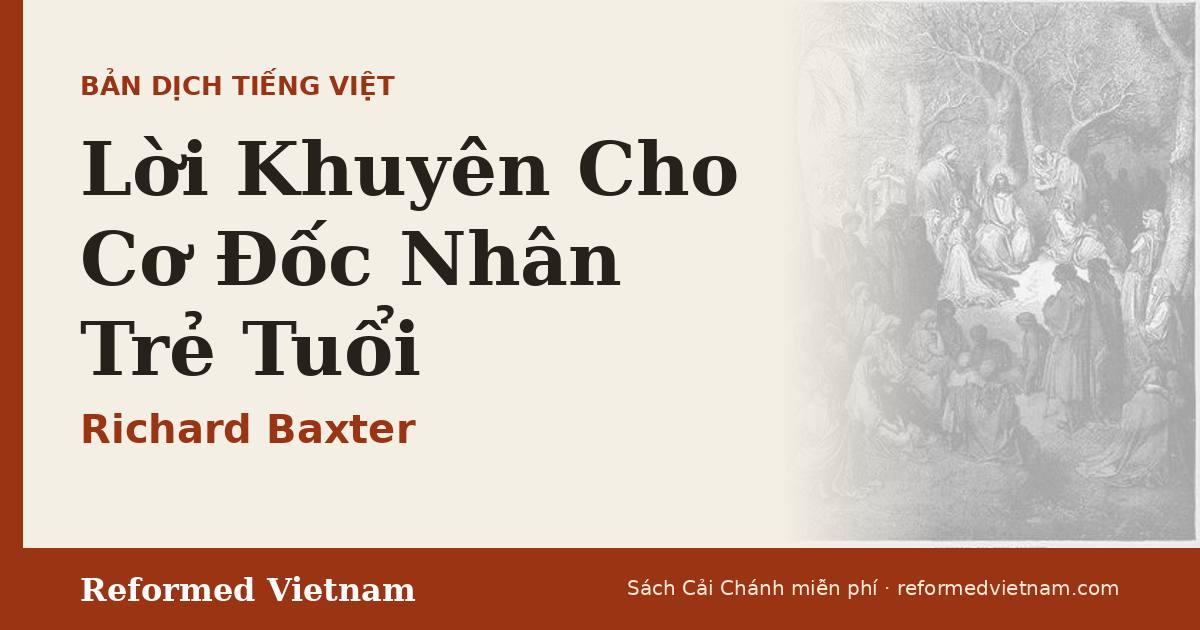 BẢN DỊCH TIẾNG VIỆT
Lời Khuyên Cho
Cơ Đốc Nhân
Trẻ Tuổi
Richard Baxter
Reformed Vietnam
Sách Cải Chánh miễn phí · reformedvietnam.com